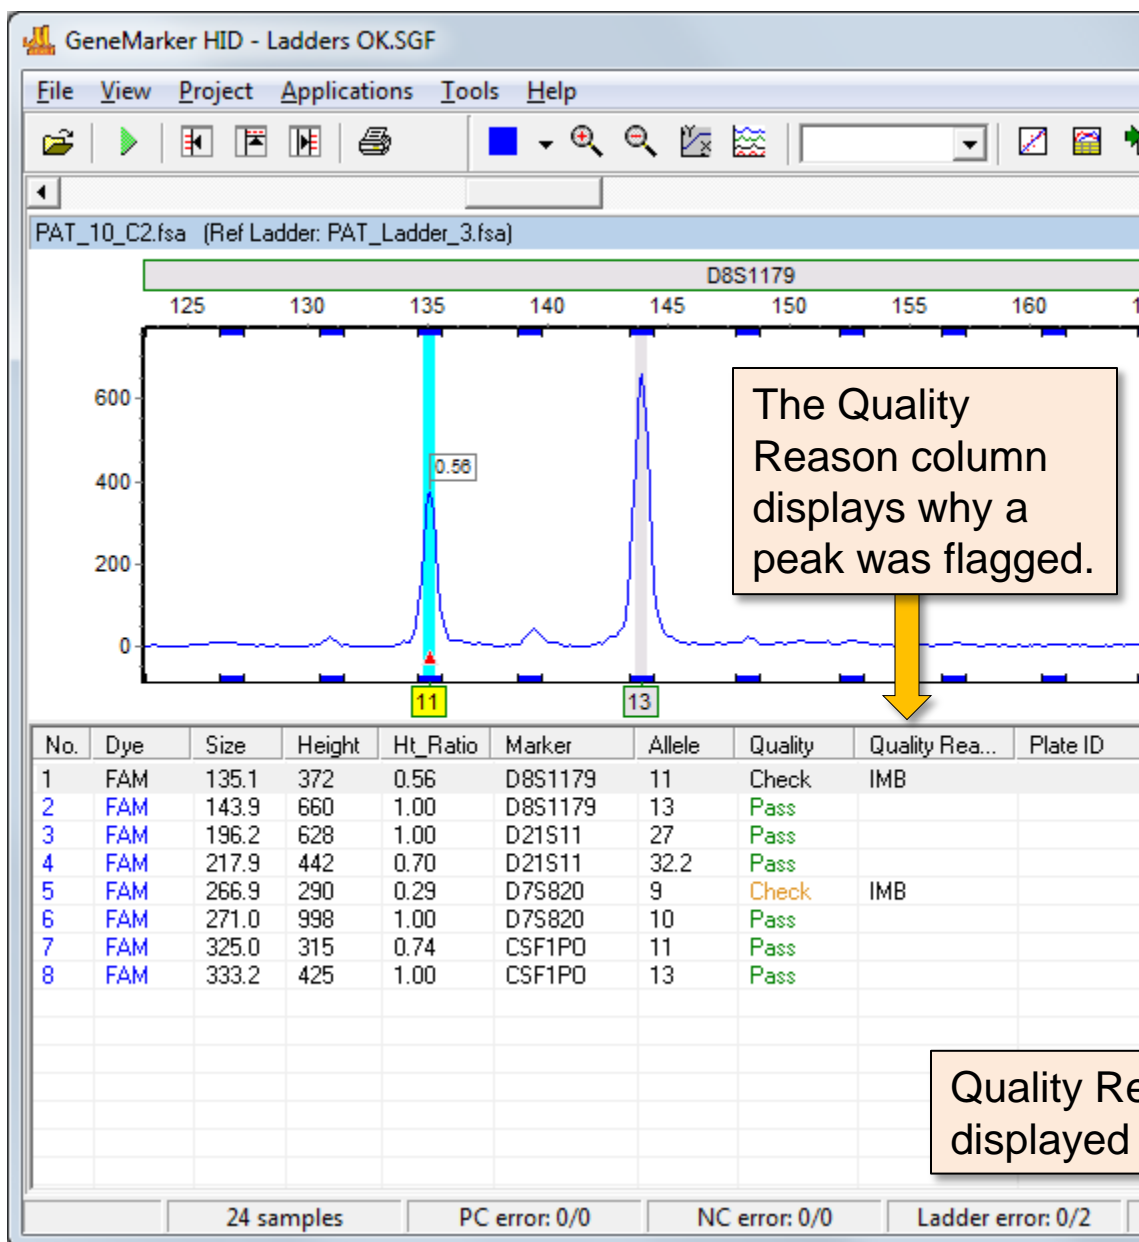 GeneMarker HID - Ladders OK.SGF
File View Project Applications Tools Help
PAT_10_C2.fsa (Ref Ladder: PAT_Ladder_3.fsa)
D8S1179
125 130 135 140 145 150 155 160 1
600
400
200
0
0.56
The Quality
Reason column
displays why a
peak was flagged.
11 13
No. Dye Size Height Ht_Ratio Marker Allele Quality Quality Rea... Plate ID
1 FAM 135.1 372 0.56 D8S1179 11 Check IMB
2 FAM 143.9 660 1.00 D8S1179 13 Pass
3 FAM 196.2 628 1.00 D21S11 27 Pass
4 FAM 217.9 442 0.70 D21S11 32.2 Pass
5 FAM 266.9 290 0.29 D7S820 9 Check IMB
6 FAM 271.0 998 1.00 D7S820 10 Pass
7 FAM 325.0 315 0.74 CSF1PO 11 Pass
8 FAM 333.2 425 1.00 CSF1PO 13 Pass
Quality Re
displayed
24 samples PC error: 0/0 NC error: 0/0 Ladder error: 0/2